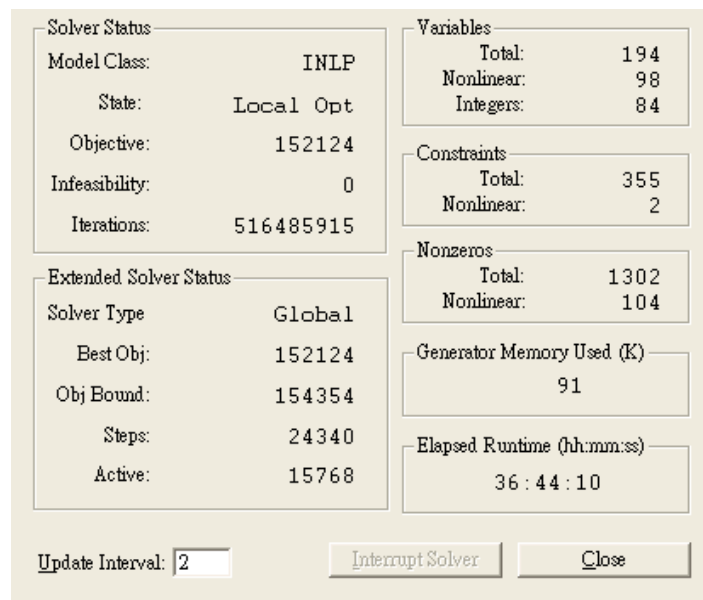 Solver Status
Model Class: INLP
State: Local Opt
Objective: 152124
Infeasibility: 0
Iterations: 516485915
Extended Solver Status
Solver Type Global
Best Obj: 152124
Obj Bound: 154354
Steps: 24340
Active: 15768
Variables
Total: 194
Nonlinear: 98
Integers: 84
Constraints
Total: 355
Nonlinear: 2
Nonzeros
Total: 1302
Nonlinear: 104
Generator Memory Used (K)
91
Elapsed Runtime (hh:mm:ss)
36:44:10
Update Interval: 2
Interrupt Solver
Close